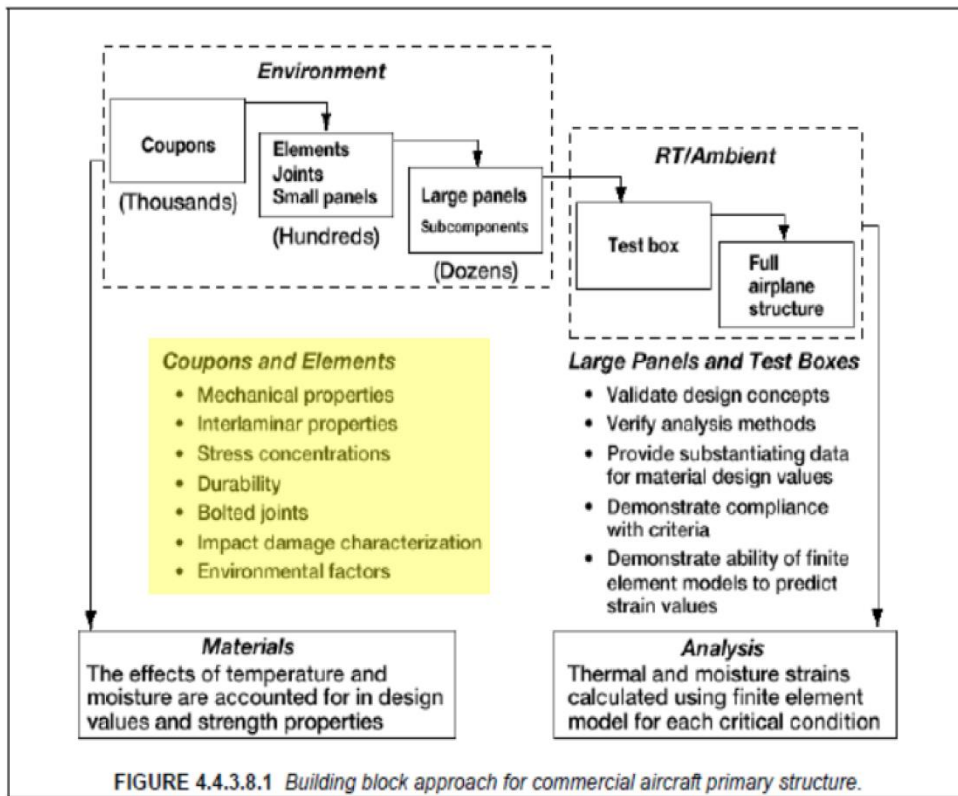 Environment
Coupons
(Thousands)
Elements
Joints
Small panels
(Hundreds)
Large panels
Subcomponents
(Dozens)
RT/Ambient
Test box
Full
airplane
structure
Coupons and Elements
• Mechanical properties
• Interlaminar properties
• Stress concentrations
• Durability
• Bolted joints
• Impact damage characterization
• Environmental factors
Large Panels and Test Boxes
• Validate design concepts
• Verify analysis methods
• Provide substantiating data
for material design values
• Demonstrate compliance
with criteria
• Demonstrate ability of finite
element models to predict
strain values
Materials
The effects of temperature and
moisture are accounted for in design
values and strength properties
Analysis
Thermal and moisture strains
calculated using finite element
model for each critical condition
FIGURE 4.4.3.8.1 Building block approach for commercial aircraft primary structure.